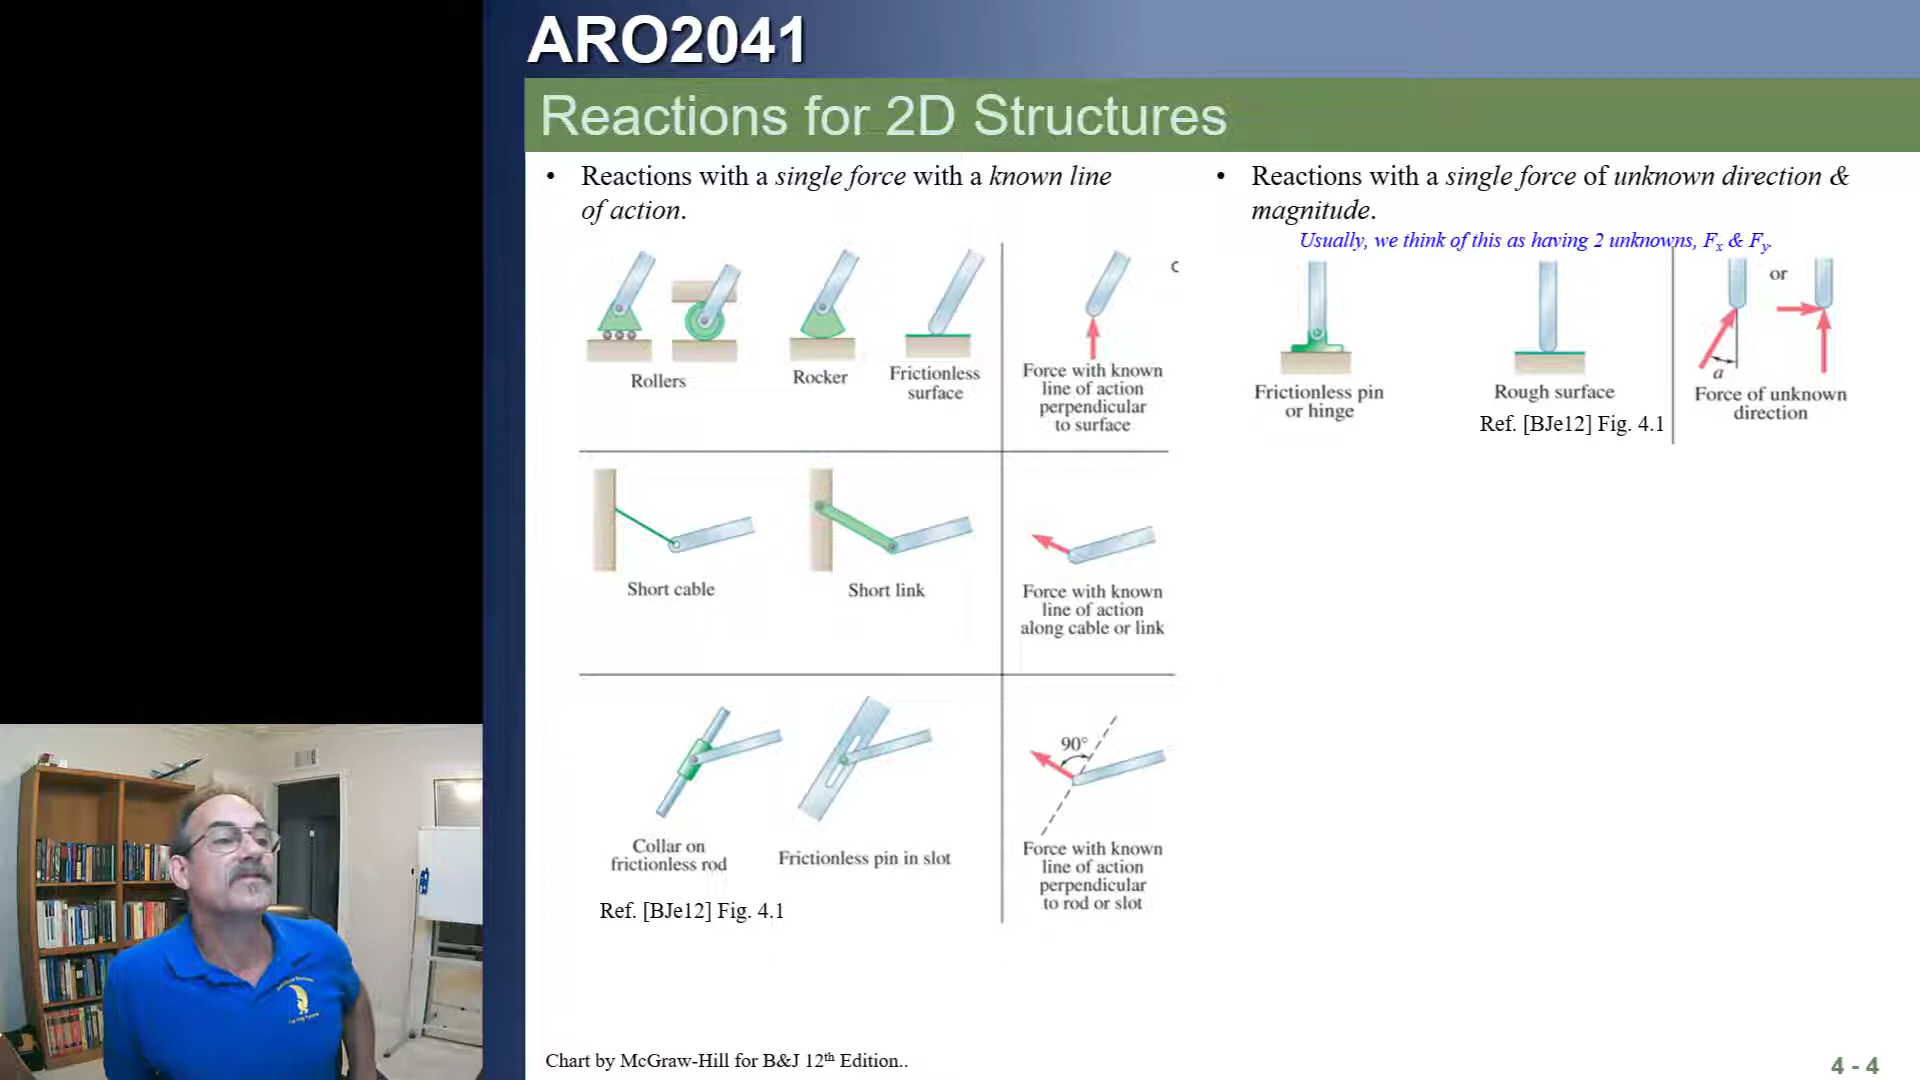 ARO2041
Reactions for 2D Structures
• Reactions with a single force with a known line
of action.
Rollers
Rocker
Frictionless
surface
Force with known
line of action
perpendicular
to surface
Short cable
Short link
Force with known
line of action
along cable or link
90°
Collar on
frictionless rod
Frictionless pin in slot
Force with known
line of action
perpendicular
to rod or slot
Ref. [BJe12] Fig. 4.1
• Reactions with a single force of unknown direction &
magnitude.
Usually, we think of this as having 2 unknowns, Fx & Fy.
or
a
Frictionless pin
or hinge
Rough surface
Force of unknown
direction
Ref. [BJe12] Fig. 4.1
Chart by McGraw-Hill for B&J 12th Edition..
4 - 4